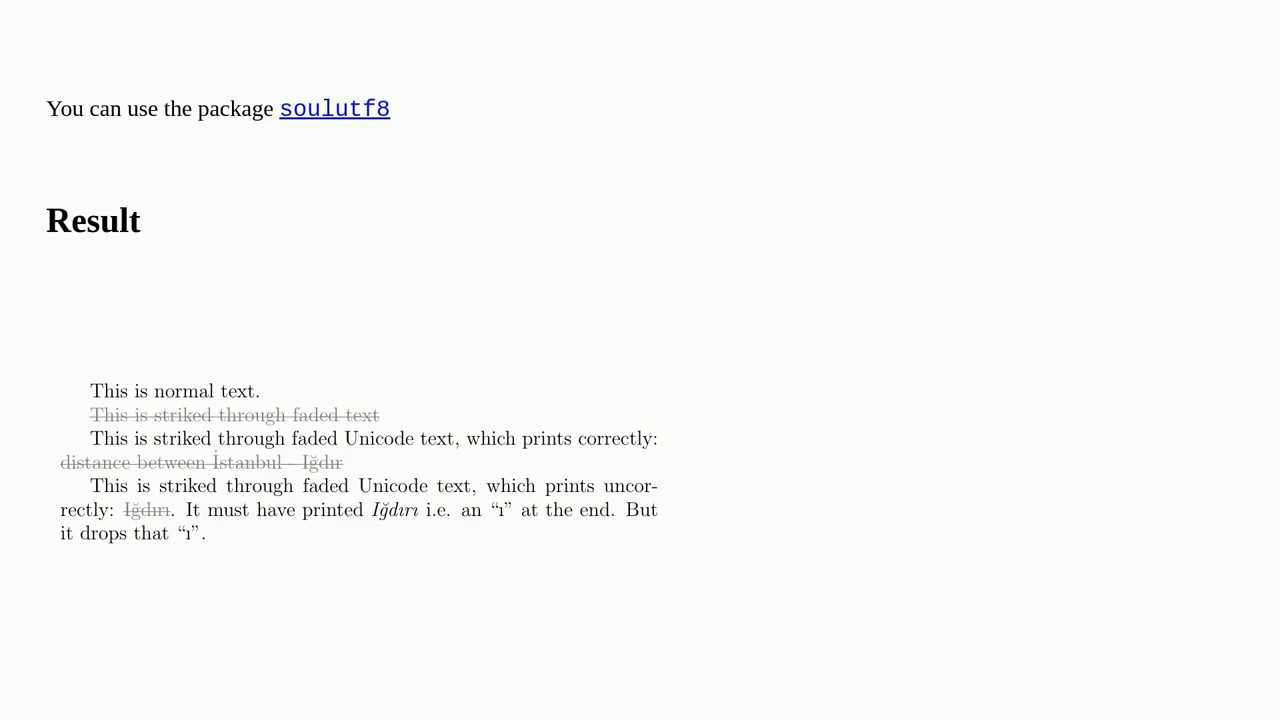 You can use the package soulutf8
Result
This is normal text.
This is striked through faded text
This is striked through faded Unicode text, which prints correctly:
distance between İstanbul - Iğdır
This is striked through faded Unicode text, which prints uncor-
rectly: Iğdırı. It must have printed Iğdırı i.e. an “ı” at the end. But
it drops that “ı”.